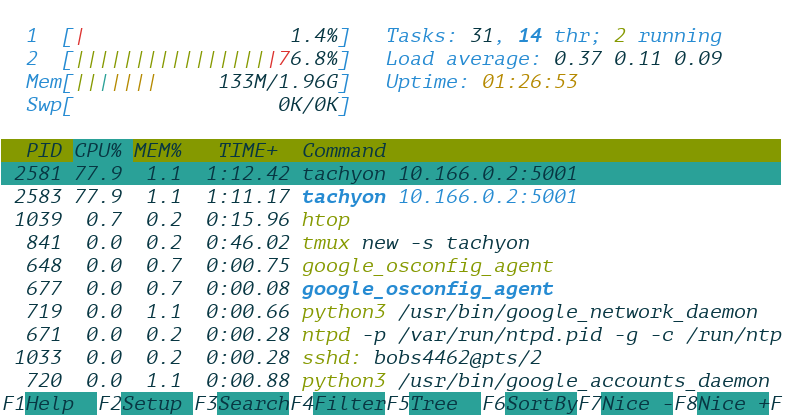 1 [| 1.4%] Tasks: 31, 14 thr; 2 running
2 [|||||||||||||||||76.8%] Load average: 0.37 0.11 0.09
Mem[||||||| 133M/1.96G] Uptime: 01:26:53
Swp[ 0K/0K]
PID CPU% MEM% TIME+ Command
2581 77.9 1.1 1:12.42 tachyon 10.166.0.2:5001
2583 77.9 1.1 1:11.17 tachyon 10.166.0.2:5001
1039 0.7 0.2 0:15.96 htop
841 0.0 0.2 0:46.02 tmux new -s tachyon
648 0.0 0.7 0:00.75 google_osconfig_agent
677 0.0 0.7 0:00.08 google_osconfig_agent
719 0.0 1.1 0:00.66 python3 /usr/bin/google_network_daemon
671 0.0 0.2 0:00.28 ntpd -p /var/run/ntpd.pid -g -c /run/ntp
1033 0.0 0.2 0:00.28 sshd: bobs4462@pts/2
720 0.0 1.1 0:00.88 python3 /usr/bin/google_accounts_daemon
F1Help F2Setup F3SearchF4FilterF5Tree F6SortByF7Nice -F8Nice +F